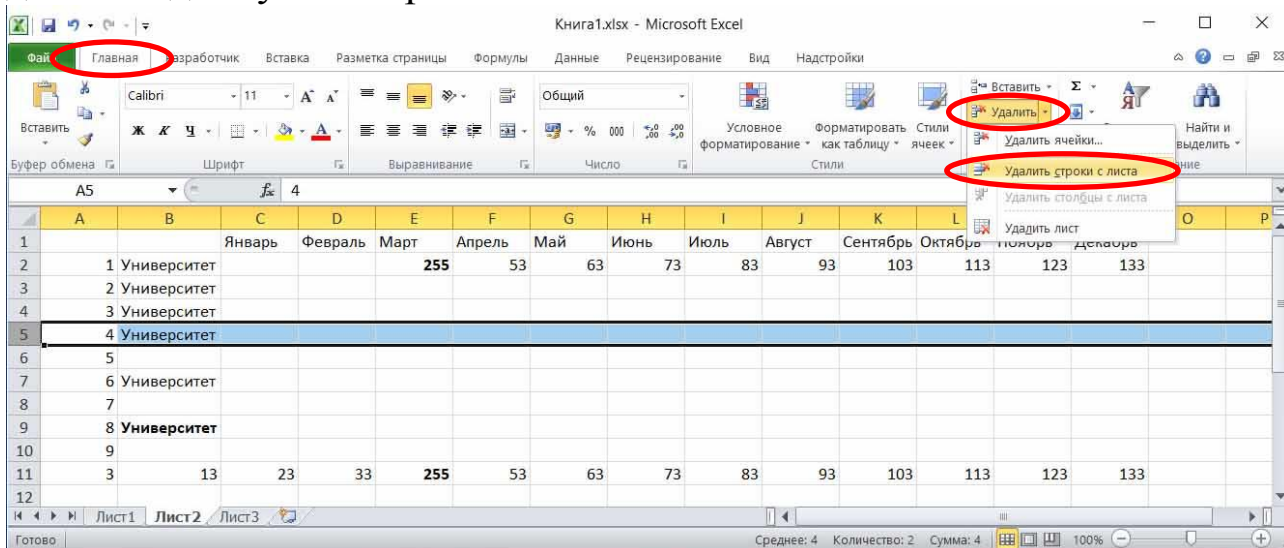 Книга1.xlsx - Microsoft Excel
Файл Главная Разработчик Вставка Разметка страницы Формулы Данные Рецензирование Вид Надстройки
Calibri 11 Общий Вставить Σ
Удалить
Вставить Ж К Ч % 000 Условное Форматировать Стили Найти и
форматирование как таблицу ячеек выделить
Удалить ячейки...
Буфер обмена Шрифт Выравнивание Число Стили
Удалить строки с листа
A5 fx 4
Удалить столбцы с листа
Удалить лист
A B C D E F G H I J K L O P
1 Январь Февраль Март Апрель Май Июнь Июль Август Сентябрь Октябрь Ноябрь Декабрь
2 1 Университет 255 53 63 73 83 93 103 113 123 133
3 2 Университет
4 3 Университет
5 4 Университет
6 5
7 6 Университет
8 7
9 8 Университет
10 9
11 3 13 23 33 255 53 63 73 83 93 103 113 123 133
12
Лист1 Лист2 Лист3
Готово Среднее: 4 Количество: 2 Сумма: 4 100%